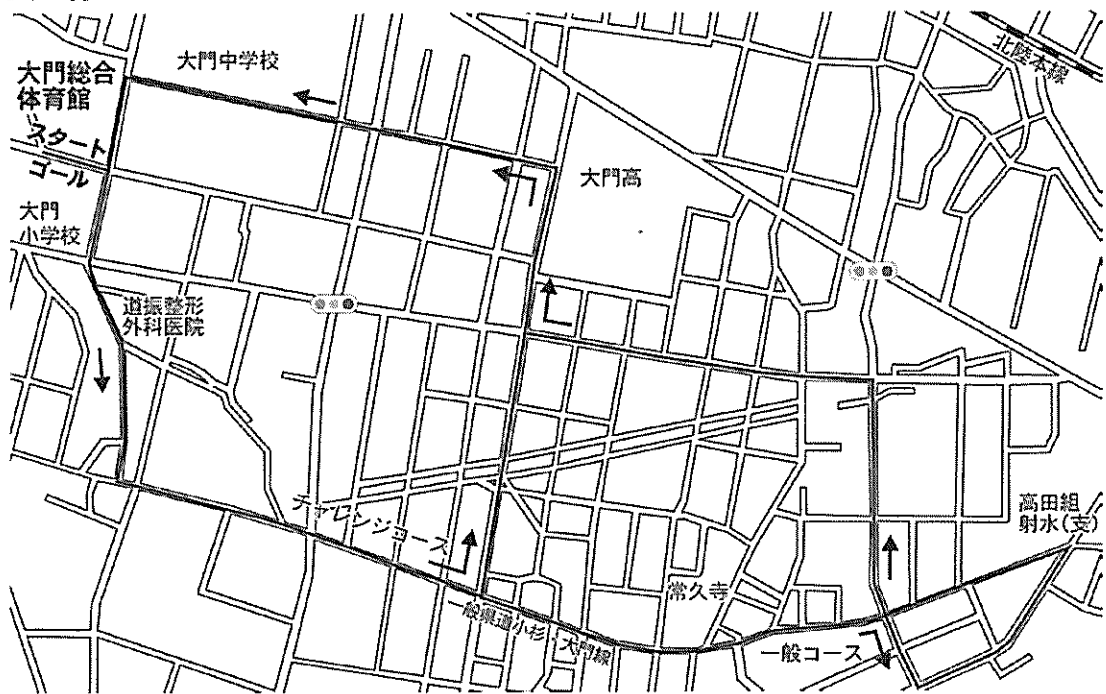 大門中学校
北陸本線
大門総合
体育館
スタート
ゴール
大門高
大門
小学校
道振整形
外科医院
チャレンジコース
高田組
射水(支)
常久寺
一般県道小杉・大門線
一般コース